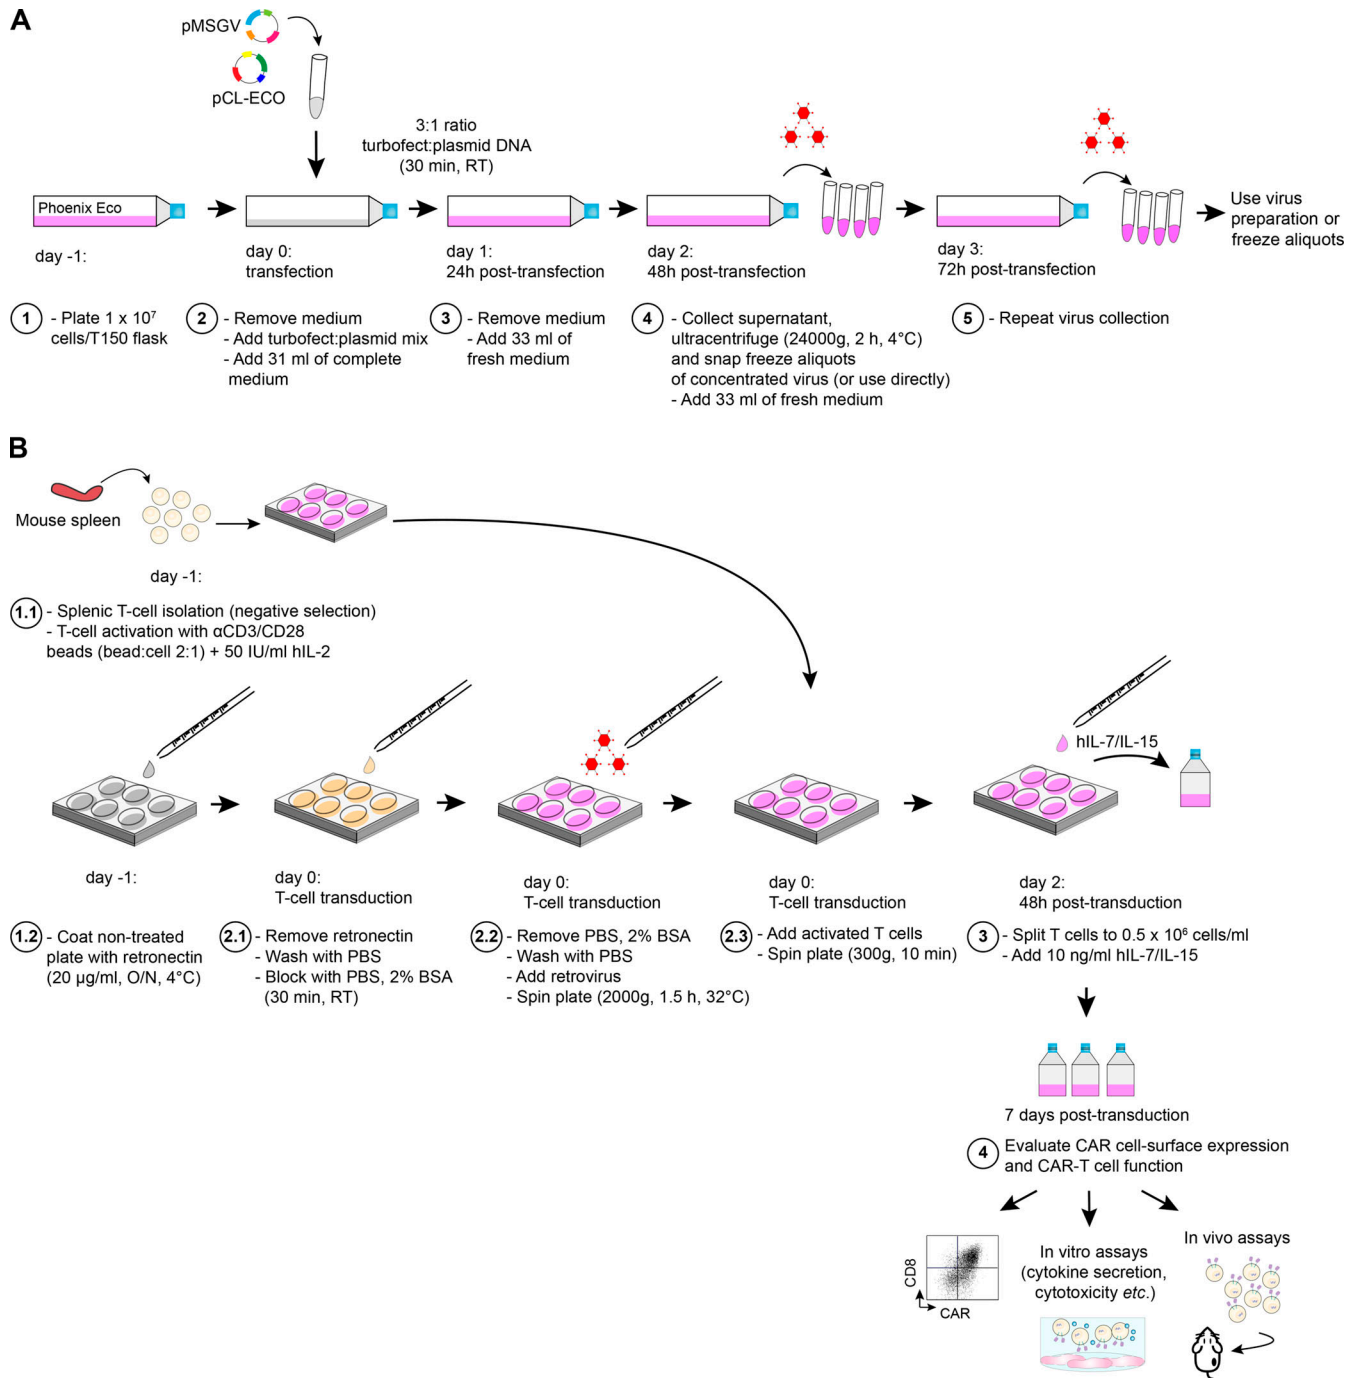 A
pMSGV
pCL-ECO
3:1 ratio
turbofect:plasmid DNA
(30 min, RT)
Phoenix Eco
Use virus
preparation or
freeze aliquots
day -1:
day 0:
transfection
day 1:
24h post-transfection
day 2:
48h post-transfection
day 3:
72h post-transfection
1 - Plate 1 x 10⁷
cells/T150 flask
2 - Remove medium
- Add turbofect:plasmid mix
- Add 31 ml of complete
medium
3 - Remove medium
- Add 33 ml of
fresh medium
4 - Collect supernatant,
ultracentrifuge (24000g, 2 h, 4°C)
and snap freeze aliquots
of concentrated virus (or use directly)
- Add 33 ml of fresh medium
5 - Repeat virus collection
B
Mouse spleen
day -1:
1.1 - Splenic T-cell isolation (negative selection)
- T-cell activation with αCD3/CD28
beads (bead:cell 2:1) + 50 IU/ml hIL-2
hIL-7/IL-15
day -1:
1.2 - Coat non-treated
plate with retronectin
(20 µg/ml, O/N, 4°C)
day 0:
T-cell transduction
2.1 - Remove retronectin
- Wash with PBS
- Block with PBS, 2% BSA
(30 min, RT)
day 0:
T-cell transduction
2.2 - Remove PBS, 2% BSA
- Wash with PBS
- Add retrovirus
- Spin plate (2000g, 1.5 h, 32°C)
day 0:
T-cell transduction
2.3 - Add activated T cells
- Spin plate (300g, 10 min)
day 2:
48h post-transduction
3 - Split T cells to 0.5 x 10⁶ cells/ml
- Add 10 ng/ml hIL-7/IL-15
7 days post-transduction
4 Evaluate CAR cell-surface expression
and CAR-T cell function
CD8
CAR
In vitro assays
(cytokine secretion,
cytotoxicity etc.)
In vivo assays